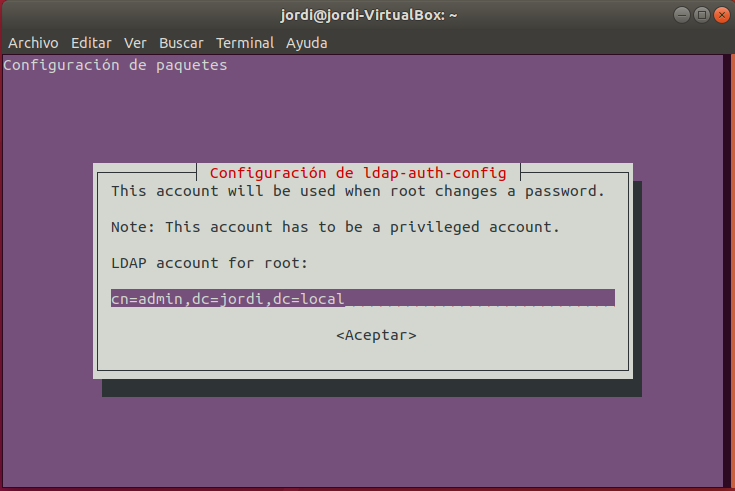 jordi@jordi-VirtualBox: ~
Archivo Editar Ver Buscar Terminal Ayuda
Configuración de paquetes
Configuración de ldap-auth-config
This account will be used when root changes a password.
Note: This account has to be a privileged account.
LDAP account for root:
cn=admin,dc=jordi,dc=local
<Aceptar>